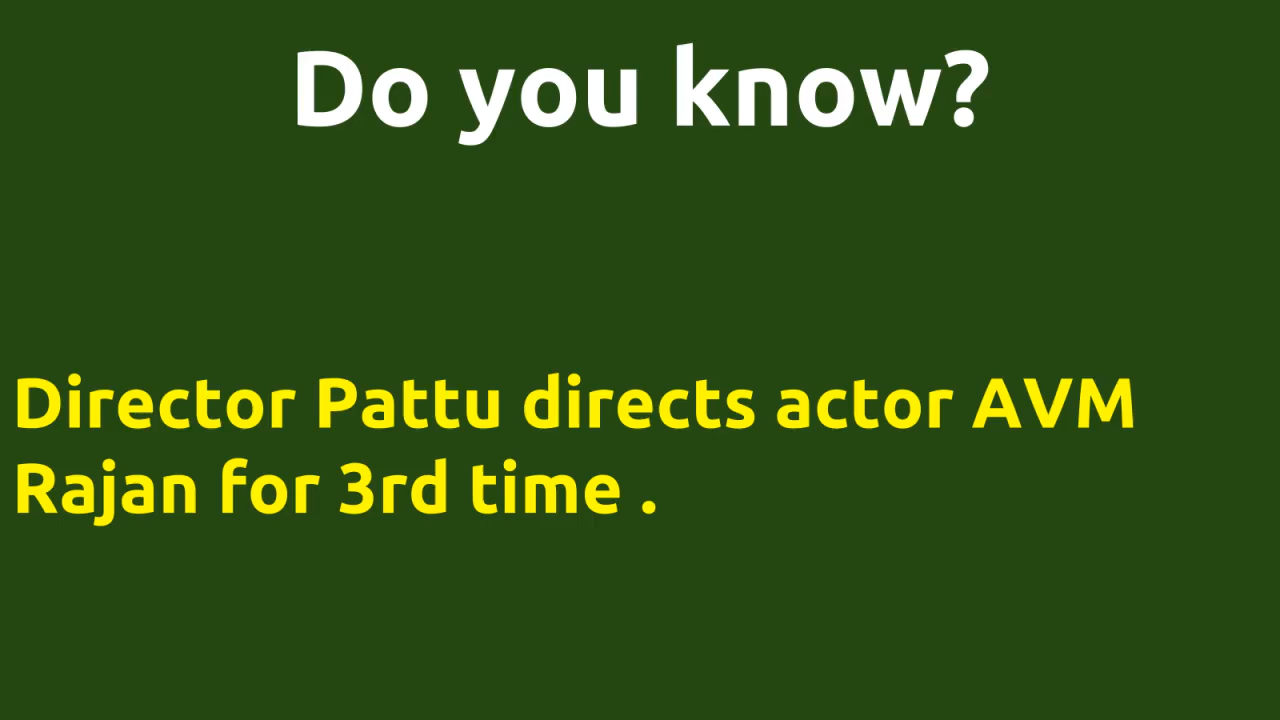 Do you know?
Director Pattu directs actor AVM
Rajan for 3rd time .